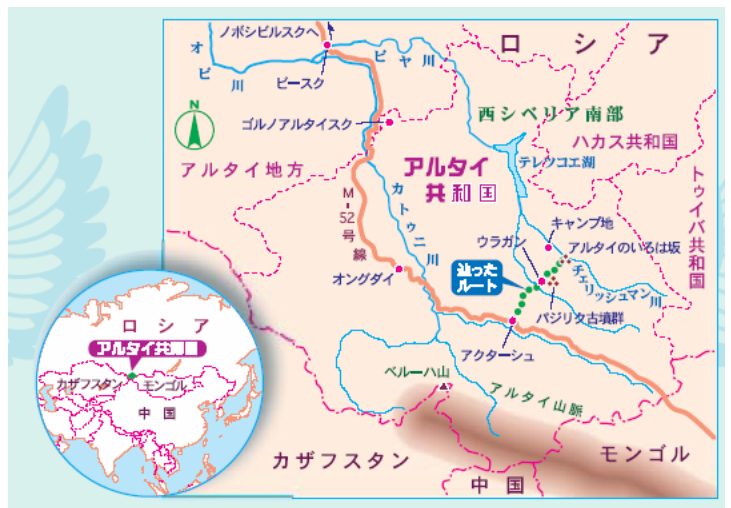 ノボシビルスクへ
ロシア
オビ川
ビヤ川
ビースク
N
西シベリア南部
ゴルノアルタイスク
ハカス共和国
アルタイ地方
アルタイ
共和国
テレツコエ湖
トゥイバ共和国
M-52号線
カトゥニ川
キャンプ地
ウラガン
アルタイのいろは坂
辿った
ルート
チェリッシュマン川
オングダイ
パジリク古墳群
アクターシュ
ベルーハ山
アルタイ山脈
カザフスタン
モンゴル
中国
ロシア
アルタイ共和国
カザフスタン
モンゴル
中国